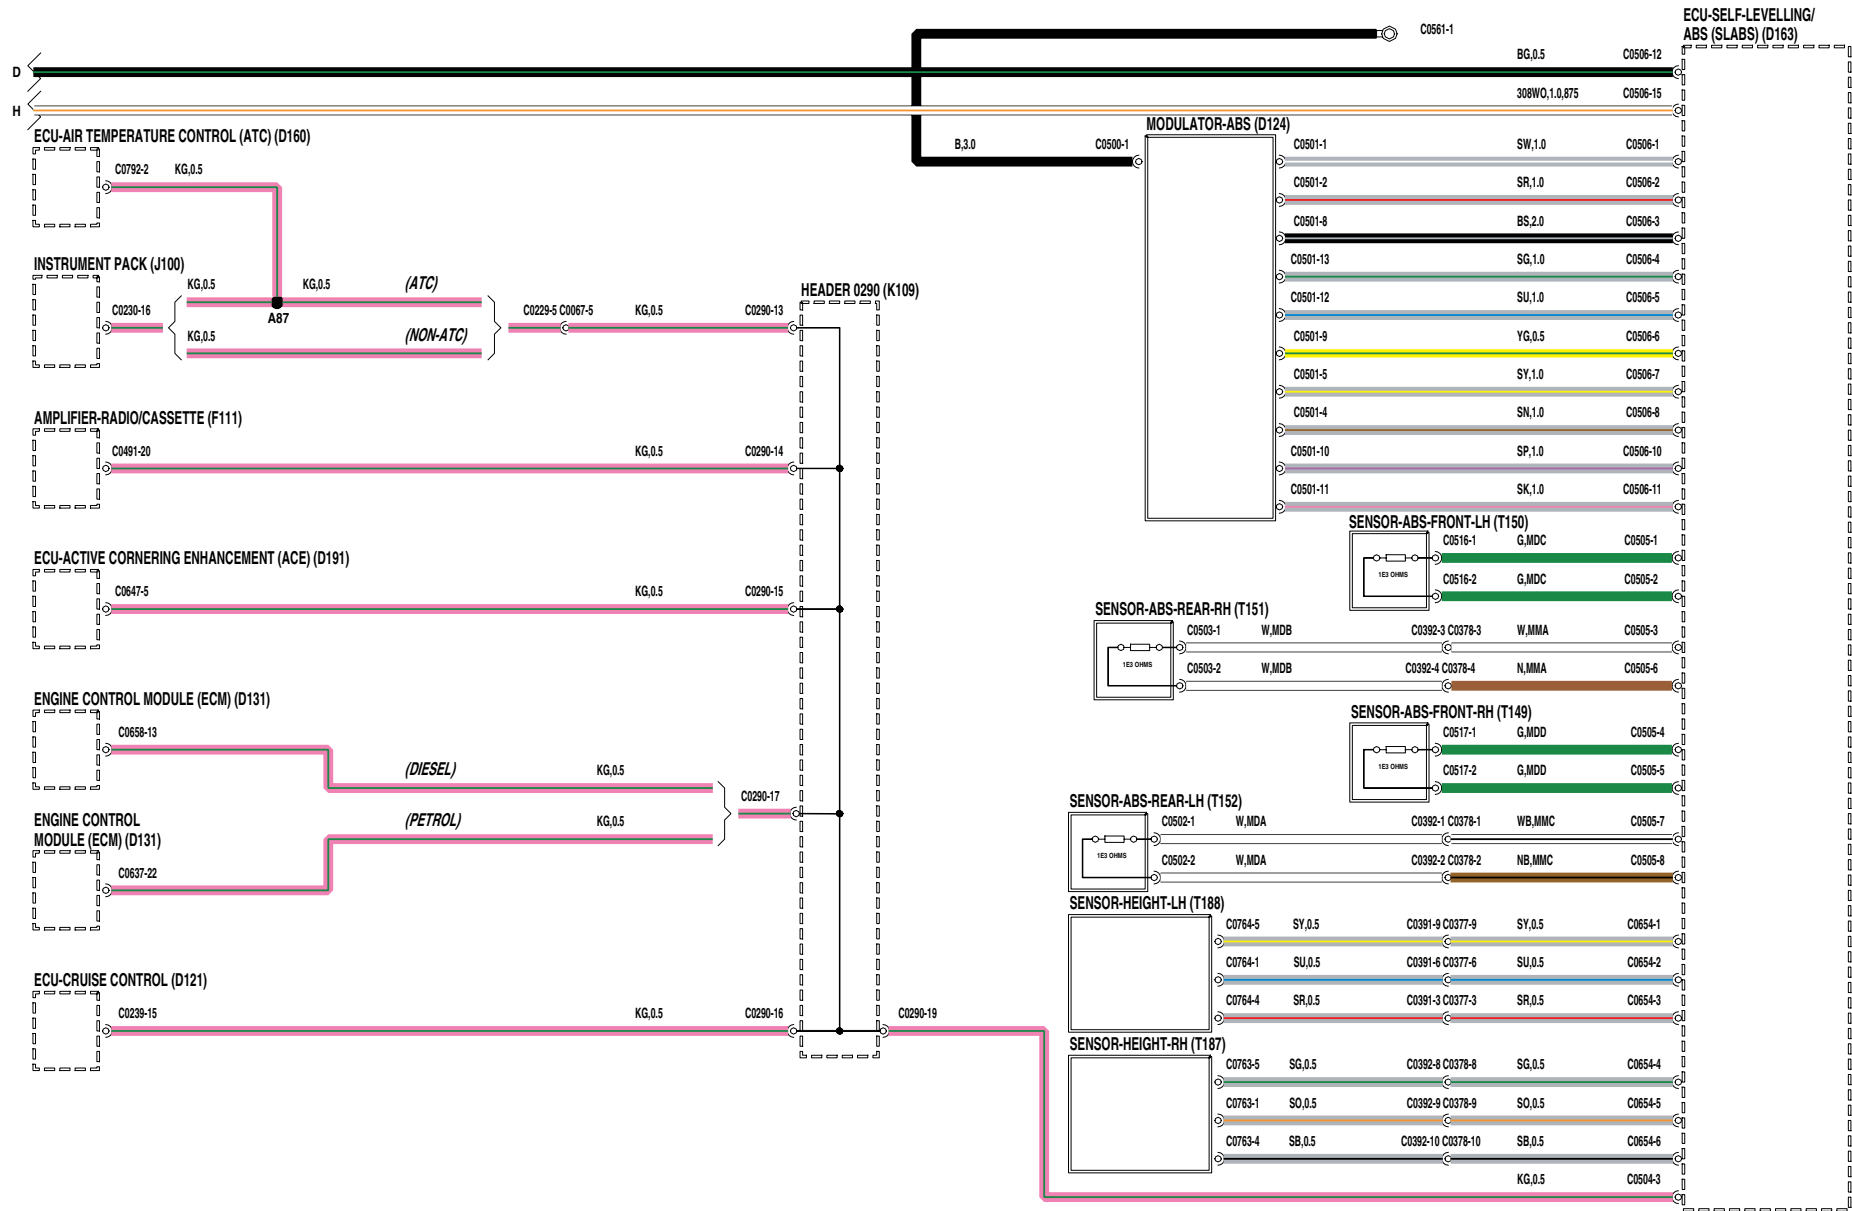 ECU-SELF-LEVELLING/
ABS (SLABS) (D163)
C0561-1
D
BG,0.5 C0506-12
H
308WO,1.0,875 C0506-15
ECU-AIR TEMPERATURE CONTROL (ATC) (D160)
C0792-2 KG,0.5
INSTRUMENT PACK (J100)
KG,0.5 KG,0.5 (ATC)
C0230-16
A87
KG,0.5 (NON-ATC)
C0229-5 C0067-5 KG,0.5 C0290-13
HEADER 0290 (K109)
AMPLIFIER-RADIO/CASSETTE (F111)
C0491-20 KG,0.5 C0290-14
ECU-ACTIVE CORNERING ENHANCEMENT (ACE) (D191)
C0647-5 KG,0.5 C0290-15
ENGINE CONTROL MODULE (ECM) (D131)
C0658-13
(DIESEL) KG,0.5
C0290-17
ENGINE CONTROL
MODULE (ECM) (D131)
(PETROL) KG,0.5
C0637-22
ECU-CRUISE CONTROL (D121)
C0239-15 KG,0.5 C0290-16 C0290-19
MODULATOR-ABS (D124)
B,3.0 C0500-1
C0501-1 SW,1.0 C0506-1
C0501-2 SR,1.0 C0506-2
C0501-8 BS,2.0 C0506-3
C0501-13 SG,1.0 C0506-4
C0501-12 SU,1.0 C0506-5
C0501-9 YG,0.5 C0506-6
C0501-5 SY,1.0 C0506-7
C0501-4 SN,1.0 C0506-8
C0501-10 SP,1.0 C0506-10
C0501-11 SK,1.0 C0506-11
SENSOR-ABS-FRONT-LH (T150)
C0516-1 G,MDC C0505-1
1E3 OHMS
C0516-2 G,MDC C0505-2
SENSOR-ABS-REAR-RH (T151)
C0503-1 W,MDB C0392-3 C0378-3 W,MMA C0505-3
1E3 OHMS
C0503-2 W,MDB C0392-4 C0378-4 N,MMA C0505-6
SENSOR-ABS-FRONT-RH (T149)
C0517-1 G,MDD C0505-4
1E3 OHMS
C0517-2 G,MDD C0505-5
SENSOR-ABS-REAR-LH (T152)
C0502-1 W,MDA C0392-1 C0378-1 WB,MMC C0505-7
1E3 OHMS
C0502-2 W,MDA C0392-2 C0378-2 NB,MMC C0505-8
SENSOR-HEIGHT-LH (T188)
C0764-5 SY,0.5 C0391-9 C0377-9 SY,0.5 C0654-1
C0764-1 SU,0.5 C0391-6 C0377-6 SU,0.5 C0654-2
C0764-4 SR,0.5 C0391-3 C0377-3 SR,0.5 C0654-3
SENSOR-HEIGHT-RH (T187)
C0763-5 SG,0.5 C0392-8 C0378-8 SG,0.5 C0654-4
C0763-1 SO,0.5 C0392-9 C0378-9 SO,0.5 C0654-5
C0763-4 SB,0.5 C0392-10 C0378-10 SB,0.5 C0654-6
KG,0.5 C0504-3